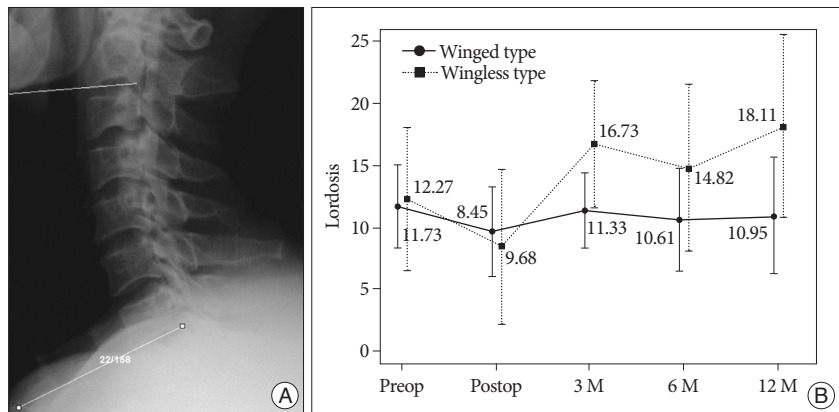 22/158
A
Lordosis
25
20
15
10
5
0
Winged type
Wingless type
12.27
11.73
8.45
9.68
16.73
11.33
14.82
10.61
18.11
10.95
Preop Postop 3 M 6 M 12 M
B